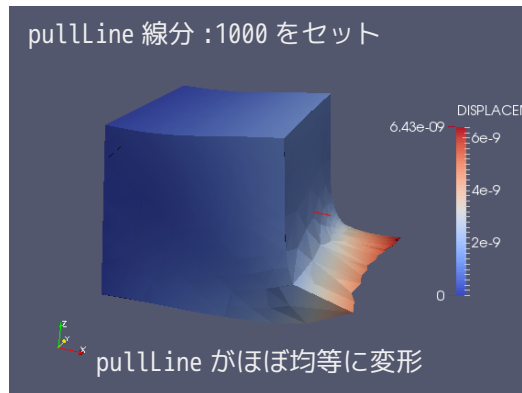 pullLine 線分 :1000 をセット
DISPLACEM
6.43e-09
6e-9
4e-9
2e-9
0
Z
Y
X
pullLine がほぼ均等に変形